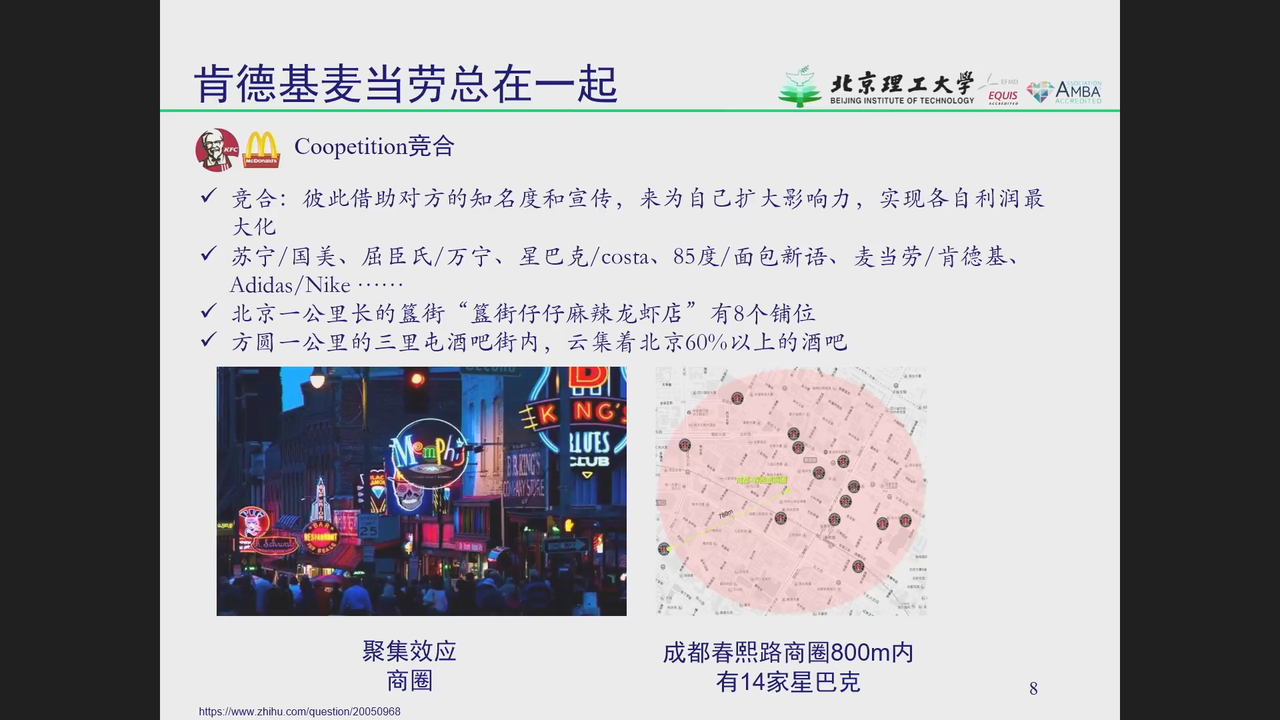 肯德基麦当劳总在一起
北京理工大学
BEIJING INSTITUTE OF TECHNOLOGY
EFMD
EQUIS
ACCREDITED
ASSOCIATION
AMBA
ACCREDITED
KFC
McDonald's
Coopetition竞合
✓ 竞合：彼此借助对方的知名度和宣传，来为自己扩大影响力，实现各自利润最
大化
✓ 苏宁/国美、屈臣氏/万宁、星巴克/costa、85度/面包新语、麦当劳/肯德基、
Adidas/Nike ……
✓ 北京一公里长的簋街“簋街仔仔麻辣龙虾店”有8个铺位
✓ 方圆一公里的三里屯酒吧街内，云集着北京60%以上的酒吧
SECOND
B.B.
KING'S
BLUES
CLUB
Memphis
BAR
RESTAURANT
25
788m
聚集效应
商圈
成都春熙路商圈800m内
有14家星巴克
8
https://www.zhihu.com/question/20050968